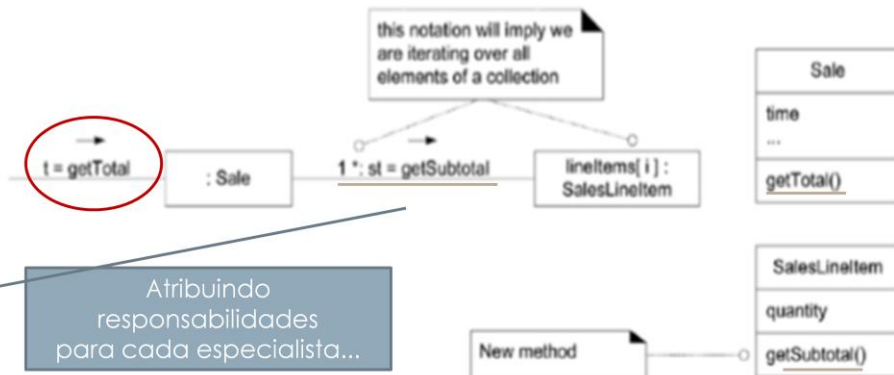 this notation will imply we
are iterating over all
elements of a collection
t = getTotal
: Sale
1 *: st = getSubtotal
lineItems[ i ] :
SalesLineItem
Sale
time
...
getTotal()
Atribuindo
responsabilidades
para cada especialista...
New method
SalesLineItem
quantity
getSubtotal()